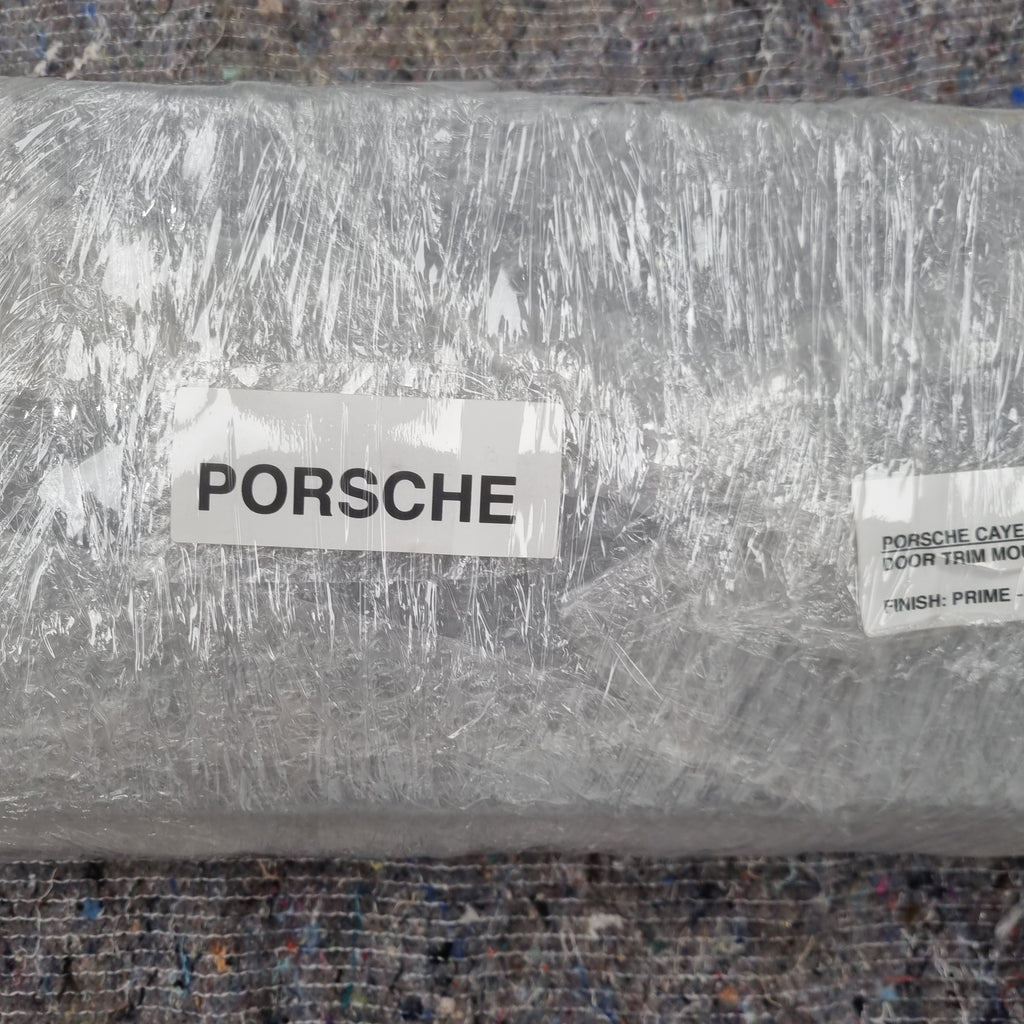 PORSCHE
PORSCHE CAYE
DOOR TRIM MOU
FINISH: PRIME -